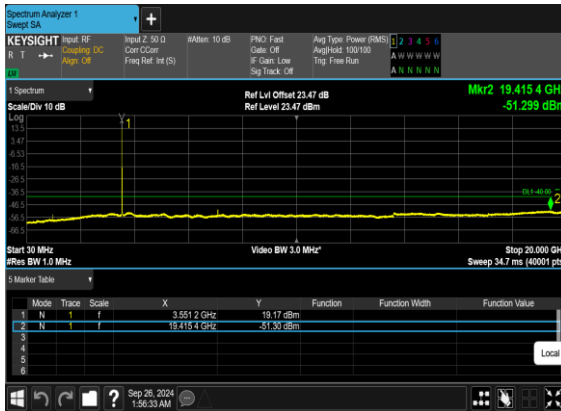 Spectrum Analyzer 1
Swept SA
+
KEYSIGHT Input: RF
R T Coupling: DC
Align: Off
Input Z: 50 Ω
Corr CCorr
Freq Ref: Int (S)
#Atten: 10 dB
PNO: Fast
Gate: Off
IF Gain: Low
Sig Track: Off
Avg Type: Power (RMS)
Avg|Hold: 100/100
Trig: Free Run
1 2 3 4 5 6
A W W W W W
A N N N N N
1 Spectrum
Scale/Div 10 dB
Ref Lvl Offset 23.47 dB
Ref Level 23.47 dBm
Mkr2 19.415 4 GH
-51.299 dBr
Log
13.5
3.47
-6.53
-16.5
-26.5
-36.5
-46.5
-56.5
-66.5
1
DL1 -40.00
2
Start 30 MHz
Video BW 3.0 MHz*
Stop 20.000 GH
#Res BW 1.0 MHz
Sweep 34.7 ms (40001 pts
5 Marker Table
Mode Trace Scale X Y Function Function Width Function Value
1 N 1 f 3.551 2 GHz 19.17 dBm
2 N 1 f 19.415 4 GHz -51.30 dBm
3
4
5
6
Local
?
Sep 26, 2024
1:56:33 AM